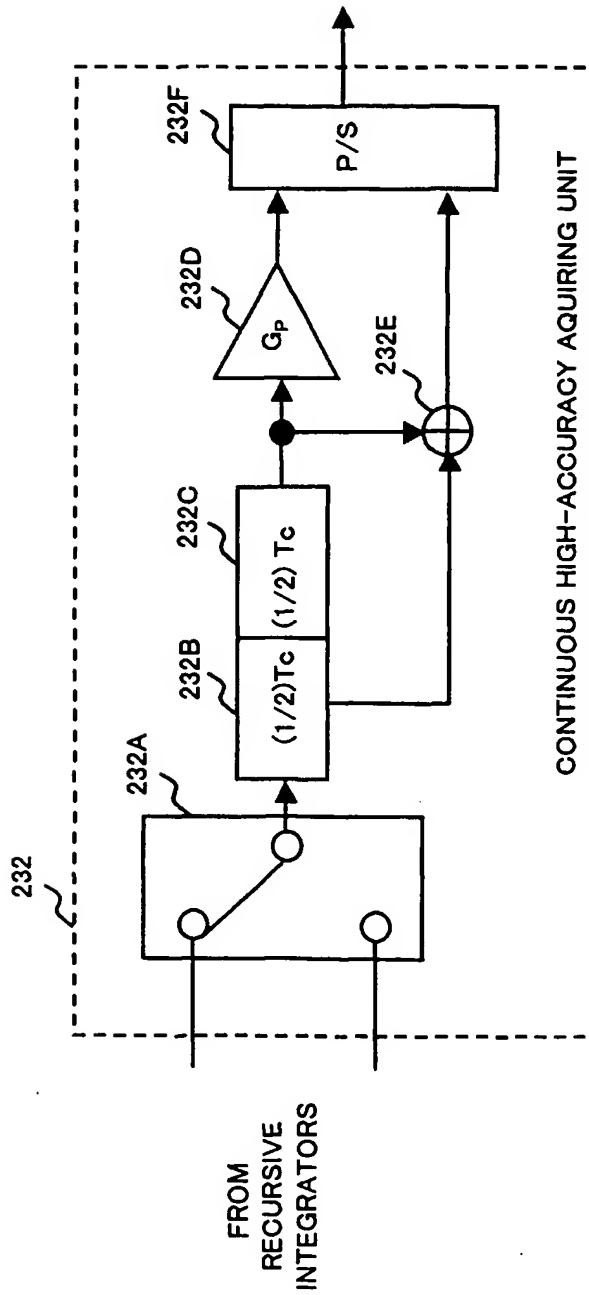 232
232A
232B
232C
232D
232E
232F
(1/2)Tc
(1/2) Tc
GP
P/S
FROM
RECURSIVE
INTEGRATORS
CONTINUOUS HIGH-ACCURACY AQUIRING UNIT